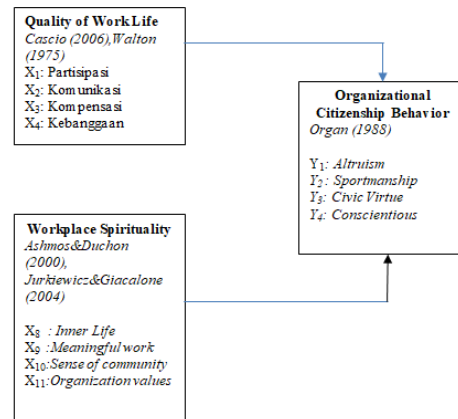 Quality of Work Life
Cascio (2006),Walton
(1975)
X₁: Partisipasi
X₂: Komunikasi
X₃: Kompensasi
X₄: Kebanggaan
Organizational
Citizenship Behavior
Organ (1988)
Y₁: Altruism
Y₂: Sportmanship
Y₃: Civic Virtue
Y₄: Conscientious
Workplace Spirituality
Ashmos&Duchon
(2000),
Jurkiewicz&Giacalone
(2004)
X₈ : Inner Life
X₉ : Meaningful work
X₁₀:Sense of community
X₁₁:Organization values